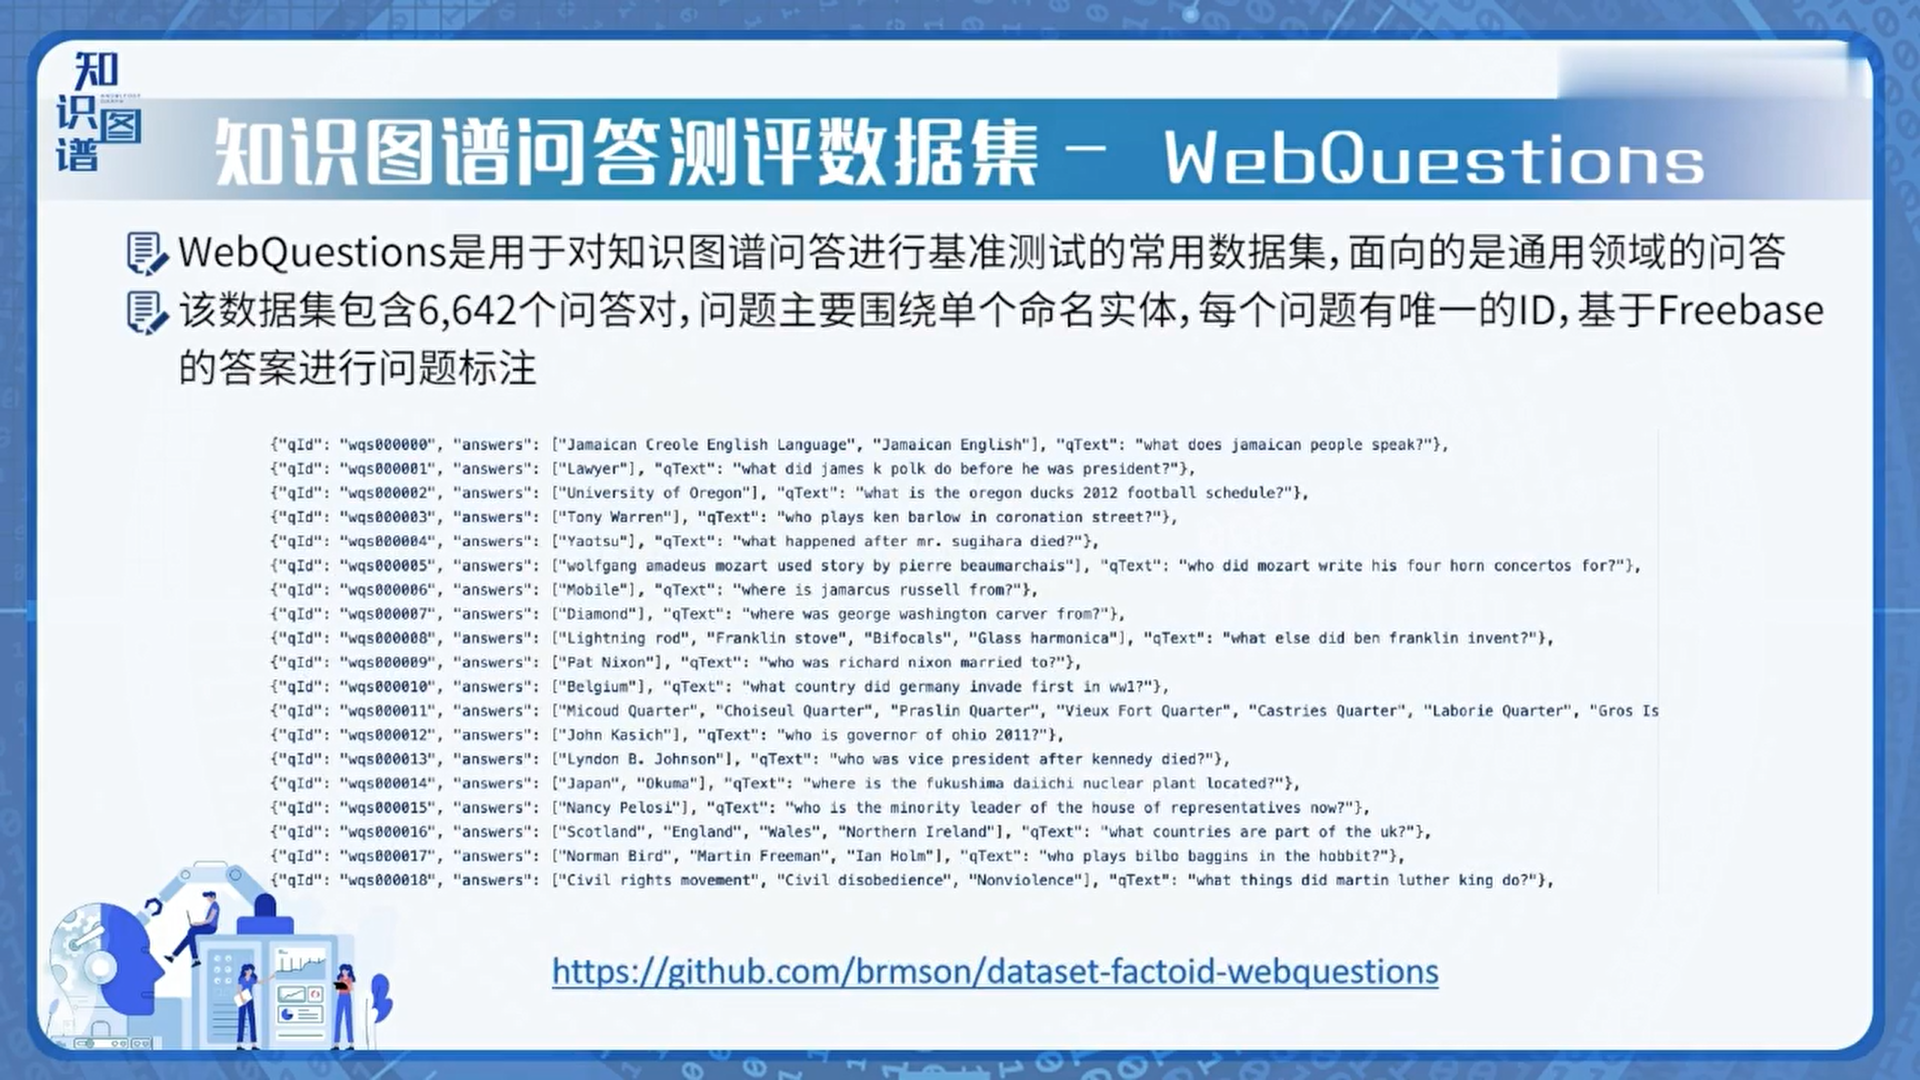 知识图谱
知识图谱问答测评数据集 - WebQuestions
WebQuestions是用于对知识图谱问答进行基准测试的常用数据集，面向的是通用领域的问答
该数据集包含6,642个问答对，问题主要围绕单个命名实体，每个问题有唯一的ID，基于Freebase
的答案进行问题标注
{"qId": "wqs000000", "answers": ["Jamaican Creole English Language", "Jamaican English"], "qText": "what does jamaican people speak?"},
{"qId": "wqs000001", "answers": ["Lawyer"], "qText": "what did james k polk do before he was president?"},
{"qId": "wqs000002", "answers": ["University of Oregon"], "qText": "what is the oregon ducks 2012 football schedule?"},
{"qId": "wqs000003", "answers": ["Tony Warren"], "qText": "who plays ken barlow in coronation street?"},
{"qId": "wqs000004", "answers": ["Yaotsu"], "qText": "what happened after mr. sugihara died?"},
{"qId": "wqs000005", "answers": ["wolfgang amadeus mozart used story by pierre beaumarchais"], "qText": "who did mozart write his four horn concertos for?"},
{"qId": "wqs000006", "answers": ["Mobile"], "qText": "where is jamarcus russell from?"},
{"qId": "wqs000007", "answers": ["Diamond"], "qText": "where was george washington carver from?"},
{"qId": "wqs000008", "answers": ["Lightning rod", "Franklin stove", "Bifocals", "Glass harmonica"], "qText": "what else did ben franklin invent?"},
{"qId": "wqs000009", "answers": ["Pat Nixon"], "qText": "who was richard nixon married to?"},
{"qId": "wqs000010", "answers": ["Belgium"], "qText": "what country did germany invade first in ww1?"},
{"qId": "wqs000011", "answers": ["Micoud Quarter", "Choiseul Quarter", "Praslin Quarter", "Vieux Fort Quarter", "Castries Quarter", "Laborie Quarter", "Gros Is
{"qId": "wqs000012", "answers": ["John Kasich"], "qText": "who is governor of ohio 2011?"},
{"qId": "wqs000013", "answers": ["Lyndon B. Johnson"], "qText": "who was vice president after kennedy died?"},
{"qId": "wqs000014", "answers": ["Japan", "Okuma"], "qText": "where is the fukushima daiichi nuclear plant located?"},
{"qId": "wqs000015", "answers": ["Nancy Pelosi"], "qText": "who is the minority leader of the house of representatives now?"},
{"qId": "wqs000016", "answers": ["Scotland", "England", "Wales", "Northern Ireland"], "qText": "what countries are part of the uk?"},
{"qId": "wqs000017", "answers": ["Norman Bird", "Martin Freeman", "Ian Holm"], "qText": "who plays bilbo baggins in the hobbit?"},
{"qId": "wqs000018", "answers": ["Civil rights movement", "Civil disobedience", "Nonviolence"], "qText": "what things did martin luther king do?"},
https://github.com/brmson/dataset-factoid-webquestions